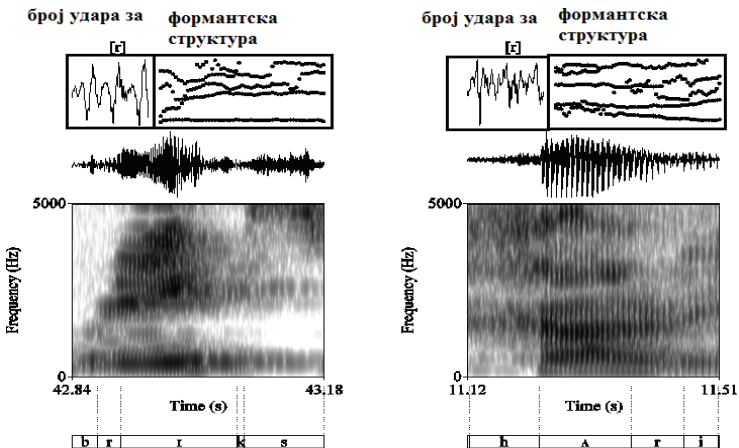 број удара за
[r]
формантска
структура
5000
Frequency (Hz)
0
42.84
43.18
Time (s)
b r ɪ k s
број удара за
[r]
формантска
структура
5000
Frequency (Hz)
0
11.12
11.51
Time (s)
h ʌ r i